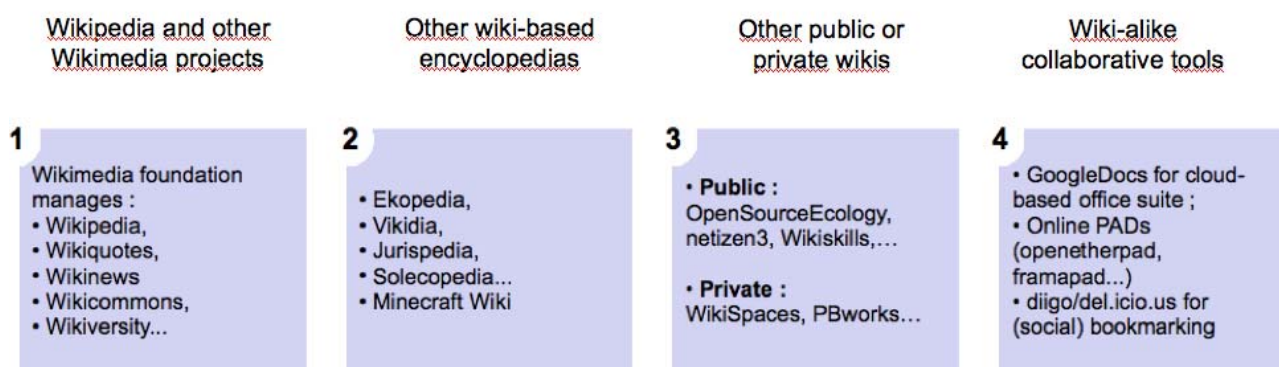 Wikipedia and other
Wikimedia projects
Other wiki-based
encyclopedias
Other public or
private wikis
Wiki-alike
collaborative tools
1
Wikimedia foundation
manages :
• Wikipedia,
• Wikiquotes,
• Wikinews
• Wikicommons,
• Wikiversity...
2
• Ekopedia,
• Vikidia,
• Jurispedia,
• Solecopedia...
• Minecraft Wiki
3
• Public :
OpenSourceEcology,
netizen3, Wikiskills,...
• Private :
WikiSpaces, PBworks...
4
• GoogleDocs for cloud-
based office suite ;
• Online PADs
(openetherpad,
framapad...)
• diigo/del.icio.us for
(social) bookmarking